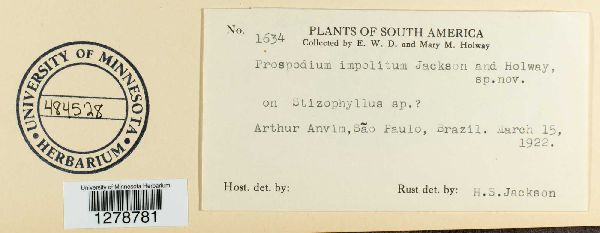 UNIVERSITY OF MINNESOTA
484528
HERBARIUM
University of Minnesota Herbarium
1278781
No. 1634 PLANTS OF SOUTH AMERICA
Collected by E. W. D. and Mary M. Holway
Prospodium impolitum Jackson and Holway,
sp.nov.
on Stizophyllus sp.?
Arthur Anvim,São Paulo, Brazil. March 15,
1922.
Host. det. by: Rust det. by: H.S.Jackson